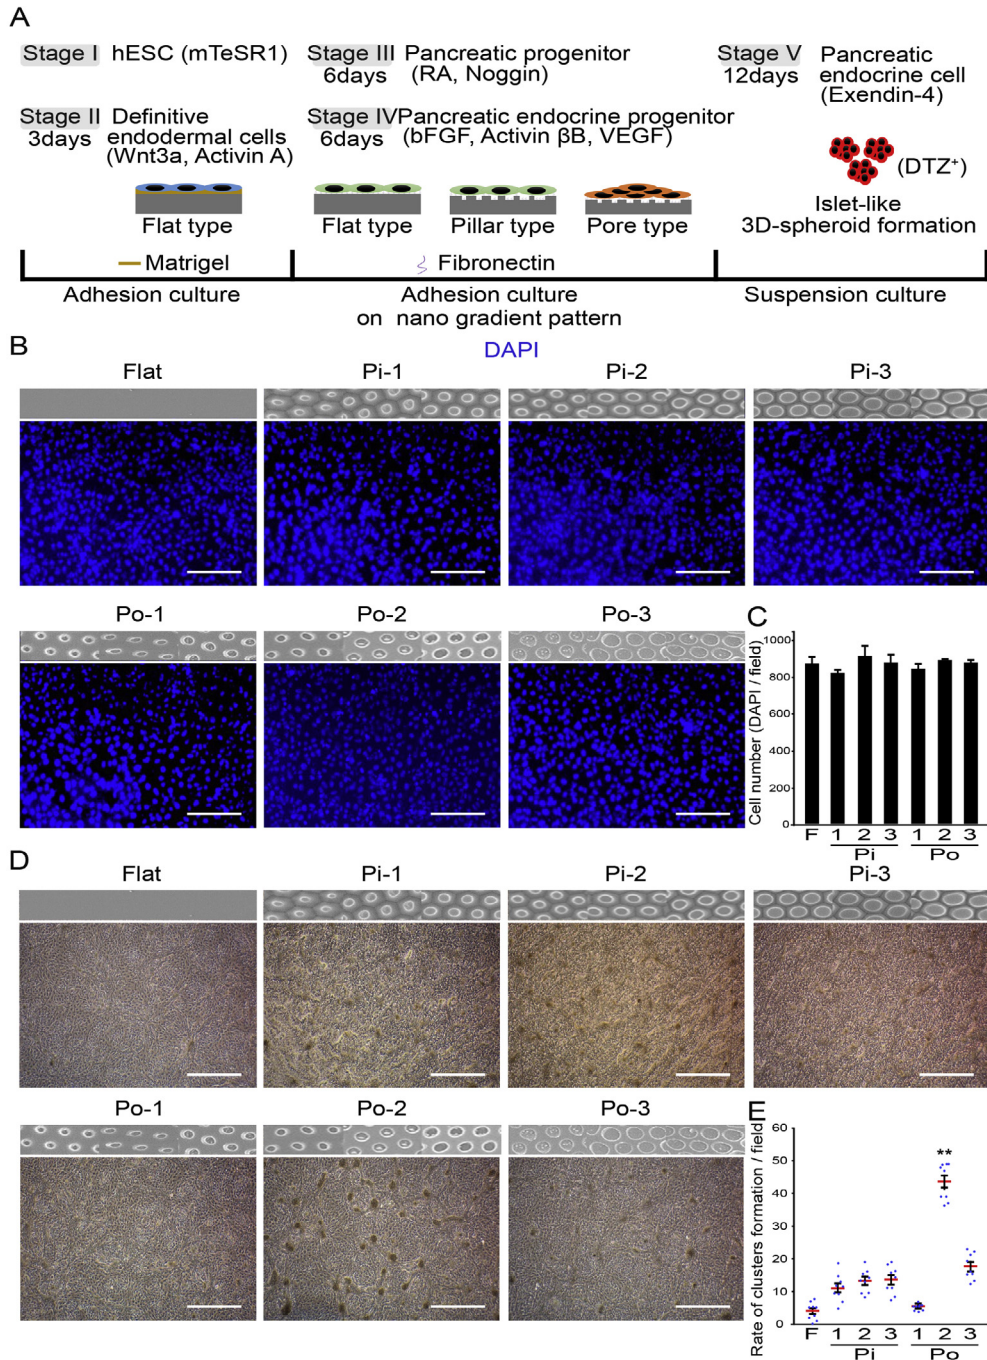 A
Stage I hESC (mTeSR1)
Stage II Definitive
3days endodermal cells
(Wnt3a, Activin A)
Flat type
Stage III Pancreatic progenitor
6days (RA, Noggin)
Stage IV Pancreatic endocrine progenitor
6days (bFGF, Activin βB, VEGF)
Flat type Pillar type Pore type
Stage V Pancreatic
12days endocrine cell
(Exendin-4)
(DTZ+)
Islet-like
3D-spheroid formation
Matrigel
Fibronectin
Adhesion culture
Adhesion culture
on nano gradient pattern
Suspension culture
B
DAPI
Flat Pi-1 Pi-2 Pi-3
Po-1 Po-2 Po-3
C
Cell number (DAPI / field)
1000
800
600
400
200
0
F 1 2 3 1 2 3
Pi Po
D
Flat Pi-1 Pi-2 Pi-3
Po-1 Po-2 Po-3
E
Rate of clusters formation / field
60
50
40
30
20
10
0
**
F 1 2 3 1 2 3
Pi Po